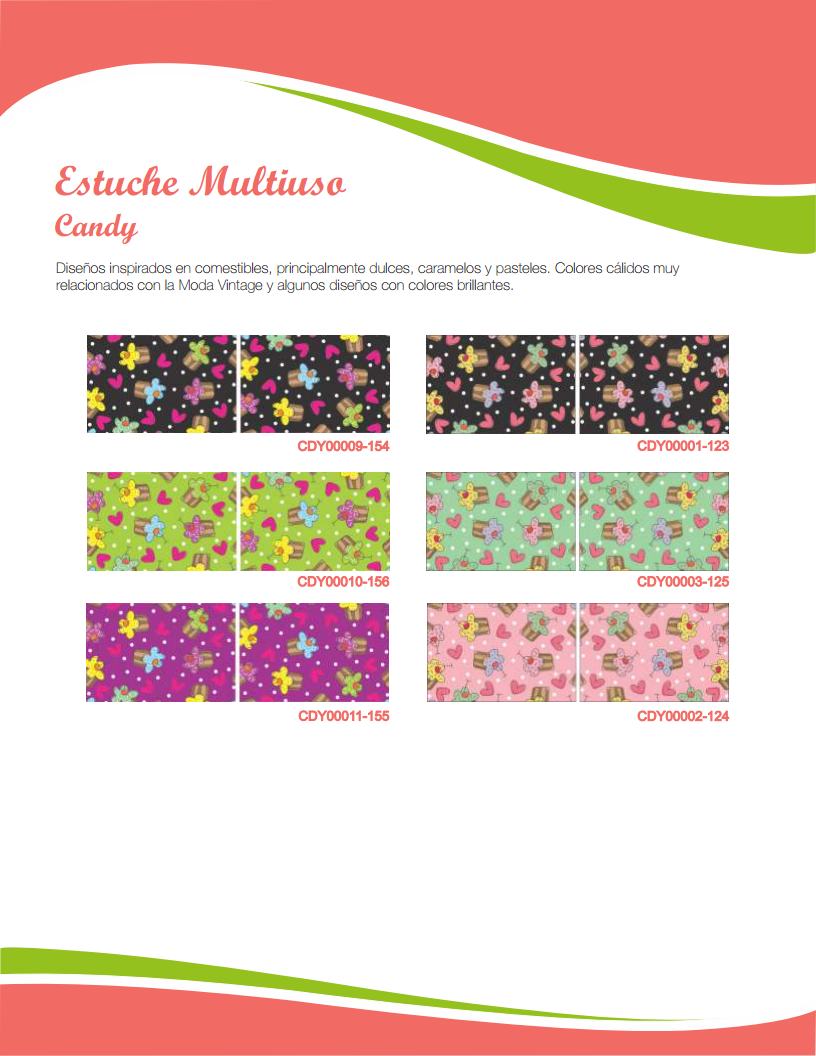 Estuche Multiuso
Candy
Diseños inspirados en comestibles, principalmente dulces, caramelos y pasteles. Colores cálidos muy
relacionados con la Moda Vintage y algunos diseños con colores brillantes.
CDY00009-154
CDY00001-123
CDY00010-156
CDY00003-125
CDY00011-155
CDY00002-124